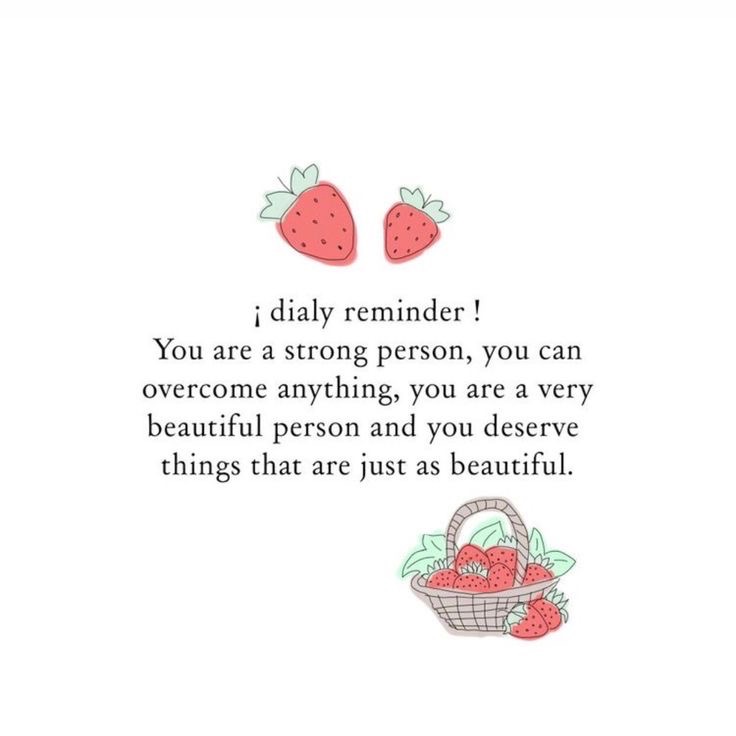 ¡ dialy reminder !
You are a strong person, you can
overcome anything, you are a very
beautiful person and you deserve
things that are just as beautiful.